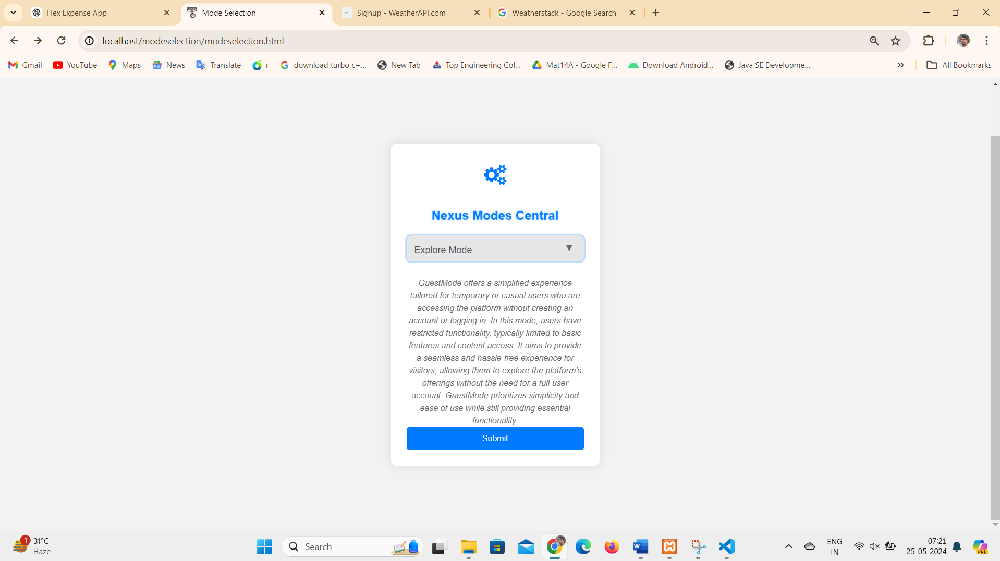 Flex Expense App
Mode Selection
Signup - WeatherAPI.com
Weatherstack - Google Search
localhost/modeselection/modeselection.html
Gmail
YouTube
Maps
News
Translate
r
download turbo c+...
New Tab
Top Engineering Col...
Mat14A - Google F...
Download Android...
Java SE Developme...
All Bookmarks
Nexus Modes Central
Explore Mode
GuestMode offers a simplified experience
tailored for temporary or casual users who are
accessing the platform without creating an
account or logging in. In this mode, users have
restricted functionality, typically limited to basic
features and content access. It aims to provide
a seamless and hassle-free experience for
visitors, allowing them to explore the platform's
offerings without the need for a full user
account. GuestMode prioritizes simplicity and
ease of use while still providing essential
functionality.
Submit
1
31°C
Haze
Search
ENG
IN
07:21
25-05-2024
PRE